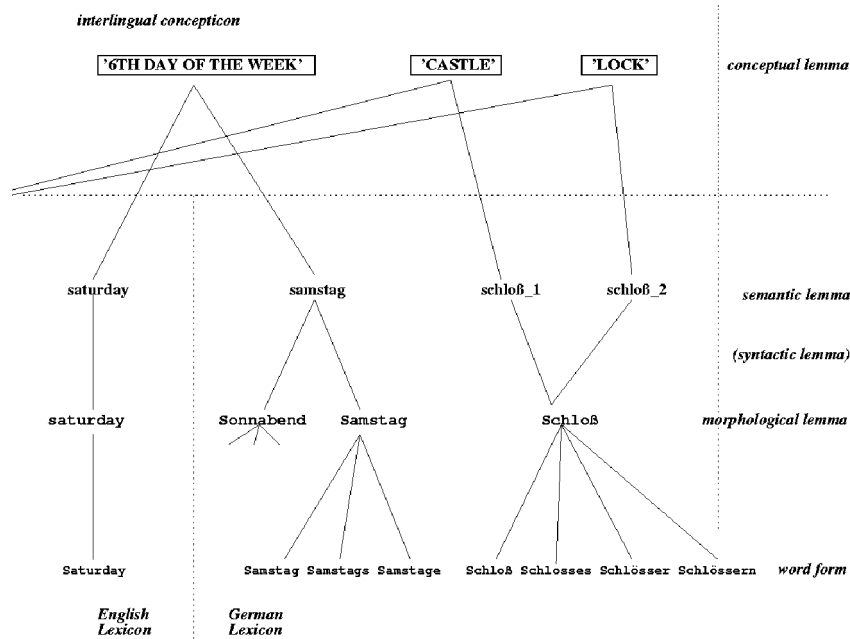 interlingual concepticon
'6TH DAY OF THE WEEK' 'CASTLE' 'LOCK' conceptual lemma
saturday samstag schloß_1 schloß_2 semantic lemma
(syntactic lemma)
saturday Sonnabend Samstag Schloß morphological lemma
Saturday Samstag Samstags Samstage Schloß Schlosses Schlösser Schlössern word form
English German
Lexicon Lexicon